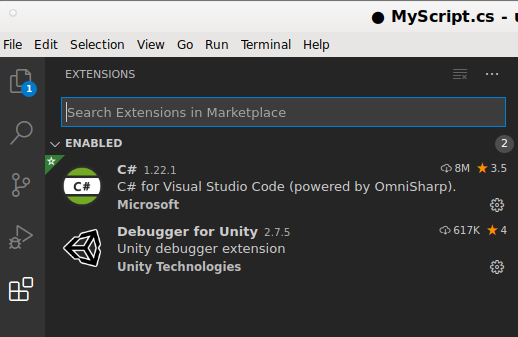 ● MyScript.cs - u
File Edit Selection View Go Run Terminal Help
EXTENSIONS
1
Search Extensions in Marketplace
ENABLED 2
C# 1.22.1 8M 3.5
C#
C# for Visual Studio Code (powered by OmniSharp).
Microsoft
Debugger for Unity 2.7.5 617K 4
Unity debugger extension
Unity Technologies